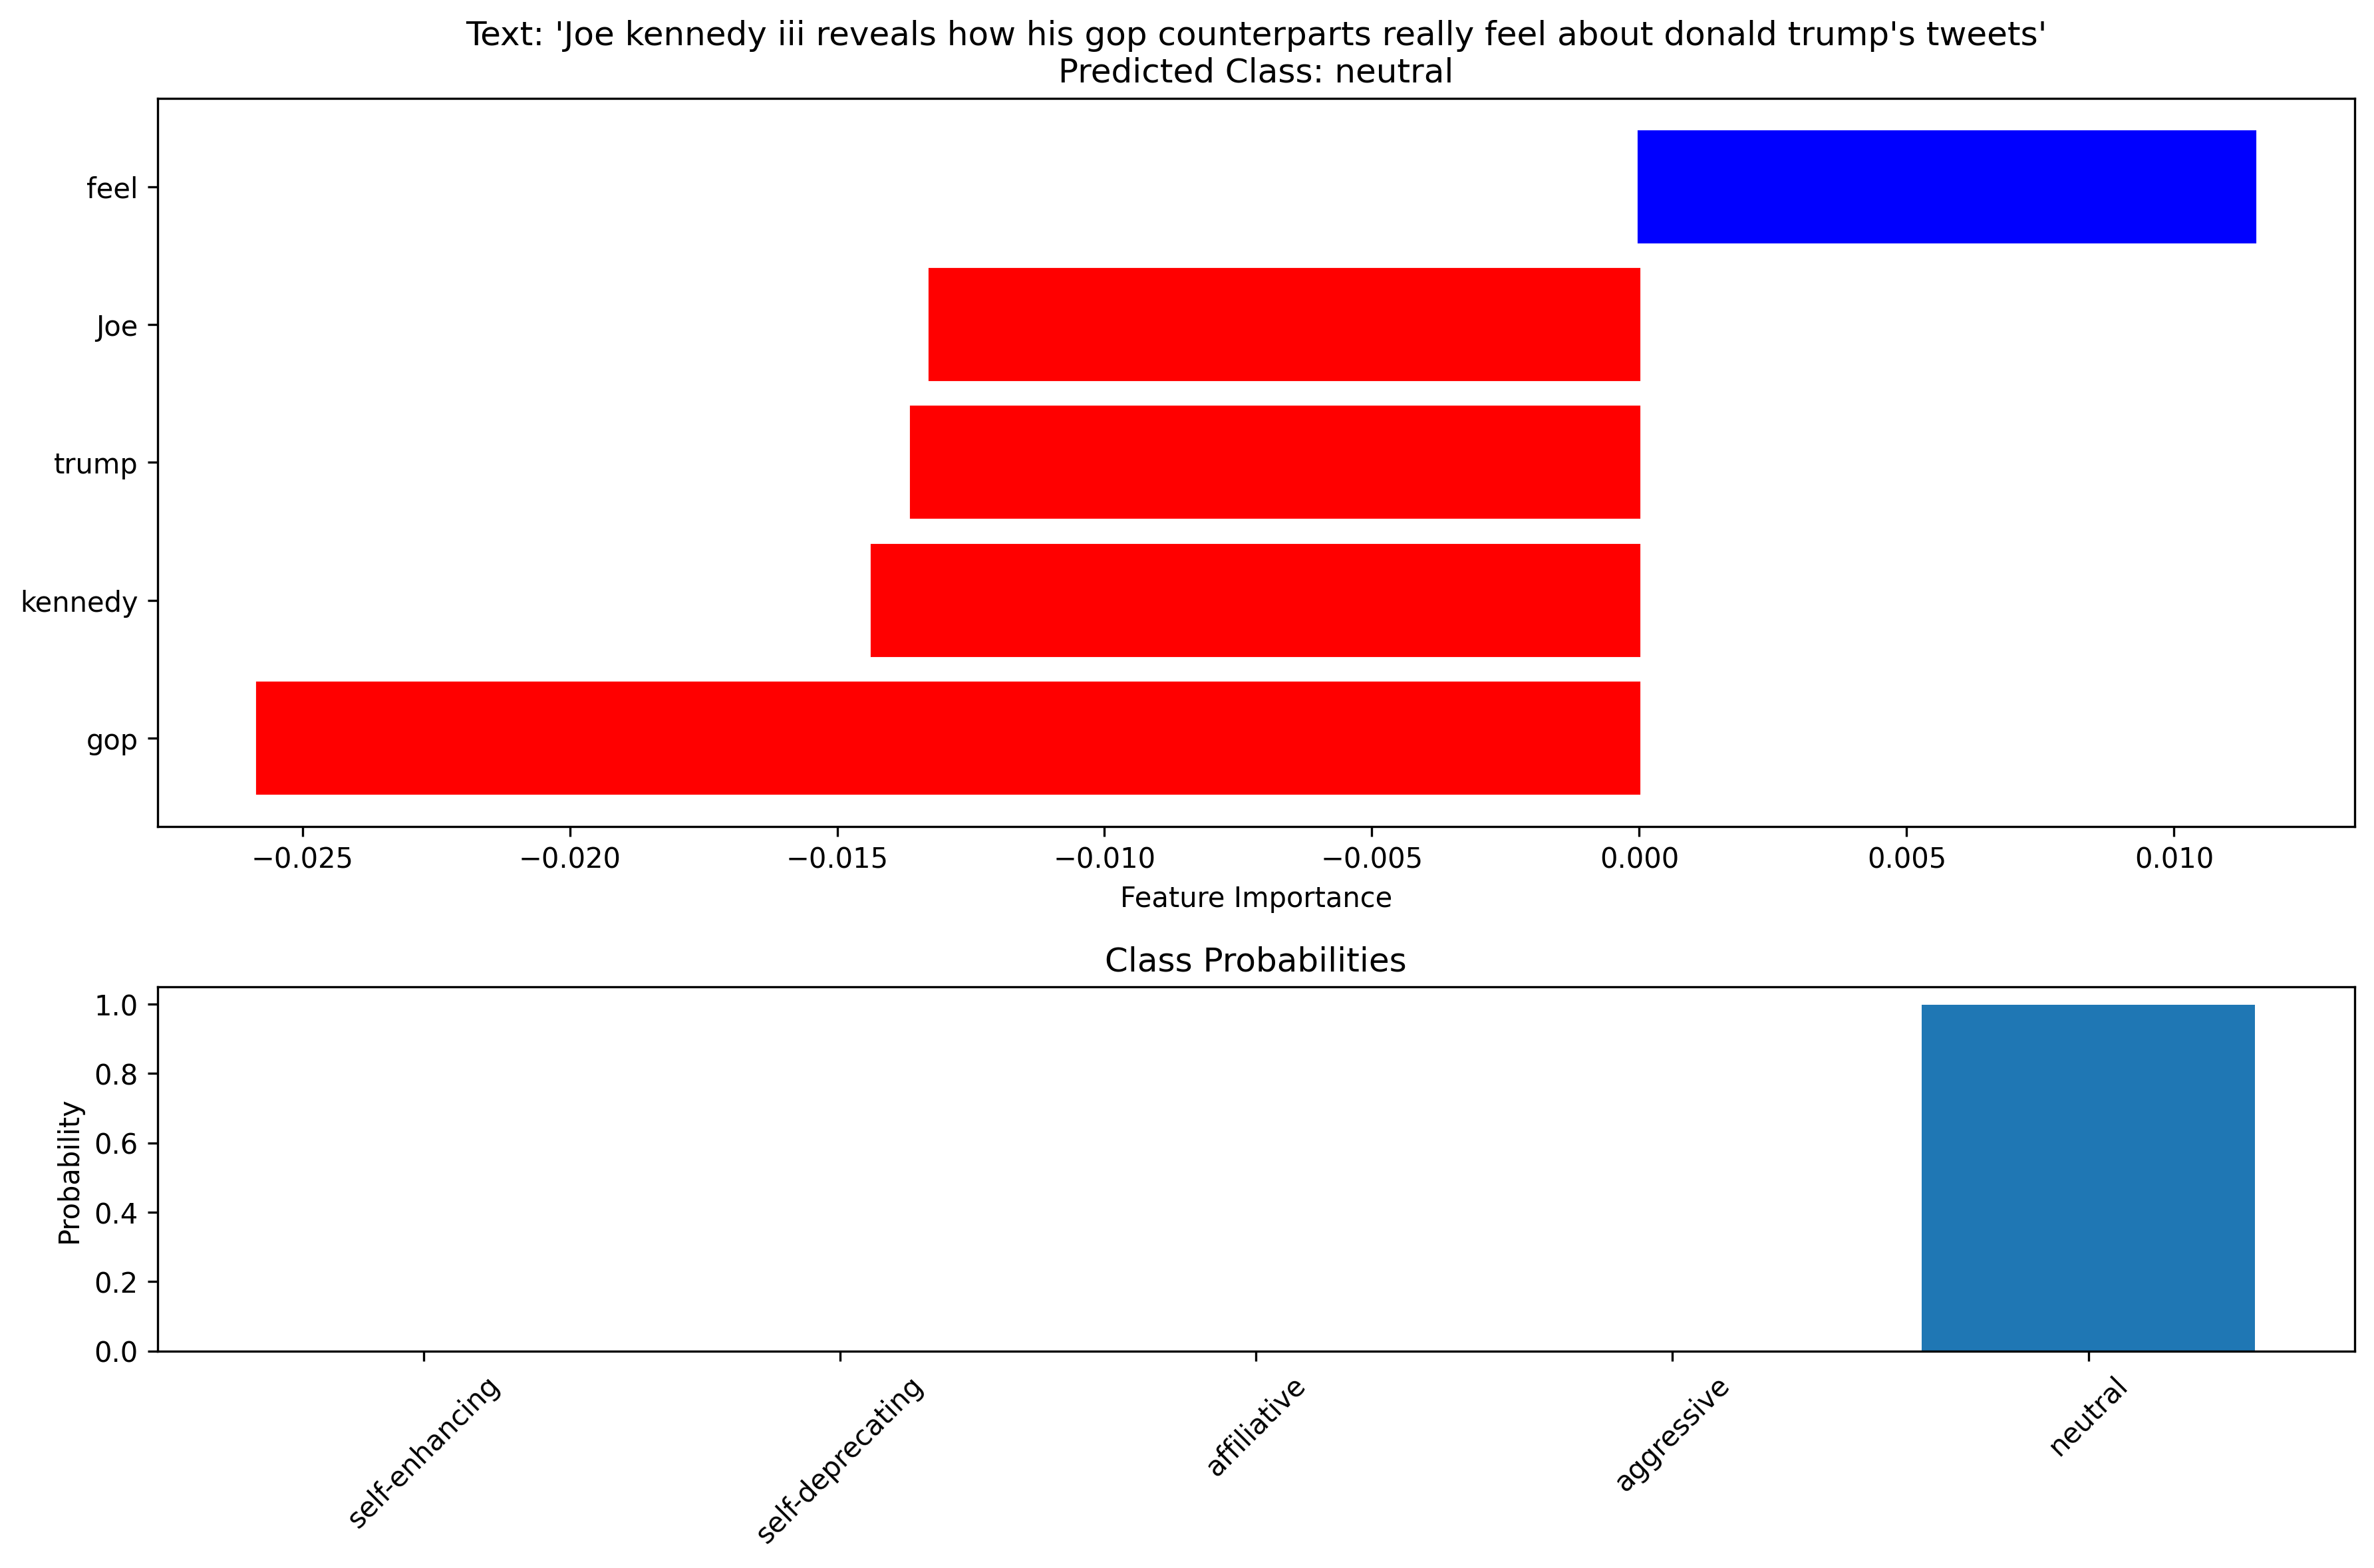 Text: 'Joe kennedy iii reveals how his gop counterparts really feel about donald trump's tweets'
Predicted Class: neutral
feel
Joe
trump
kennedy
gop
−0.025 −0.020 −0.015 −0.010 −0.005 0.000 0.005 0.010
Feature Importance
Class Probabilities
1.0
0.8
0.6
0.4
0.2
0.0
Probability
self-enhancing self-deprecating affiliative aggressive neutral